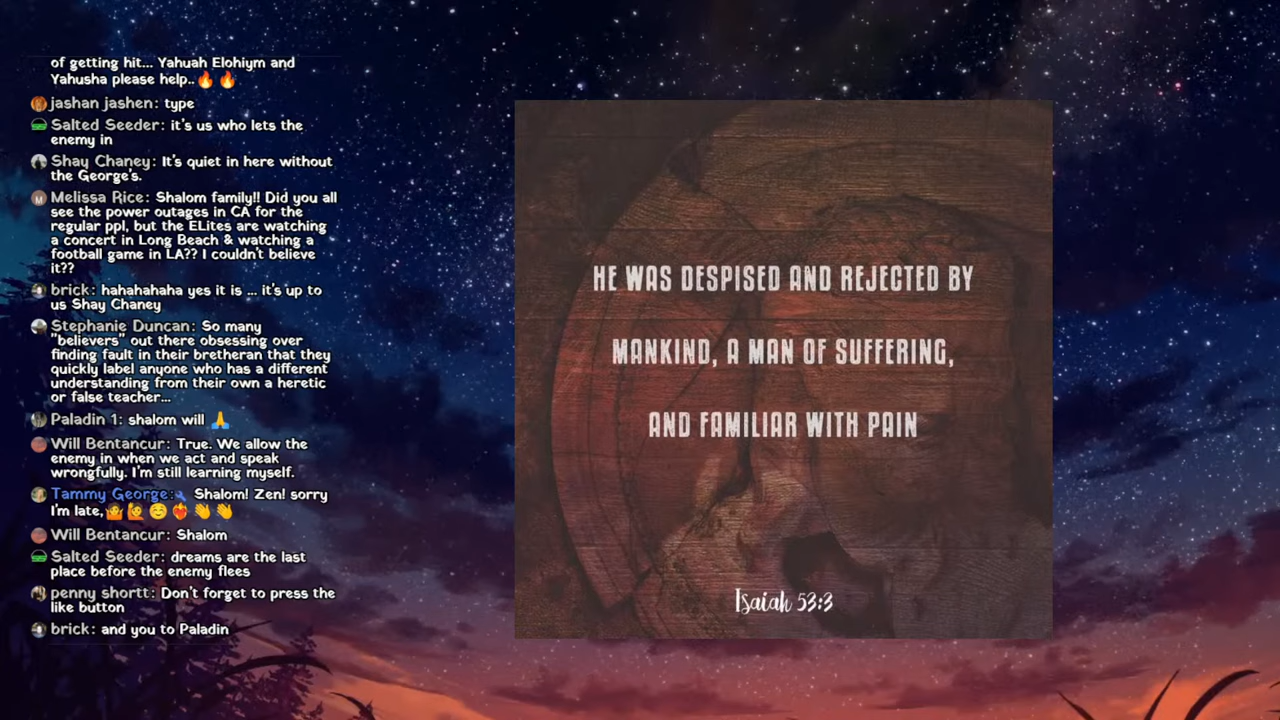 of getting hit... Yahuah Elohiym and
Yahusha please help..🔥 🔥
jashan jashen: type
Salted Seeder: it's us who lets the
enemy in
Shay Chaney: It's quiet in here without
the George's.
Melissa Rice: Shalom family!! Did you all
see the power outages in CA for the
regular ppl, but the ELites are watching
a concert in Long Beach & watching a
football game in LA?? I couldn't believe
it??
brick: hahahahaha yes it is ... it's up to
us Shay Chaney
Stephanie Duncan: So many
"believers" out there obsessing over
finding fault in their bretheran that they
quickly label anyone who has a different
understanding from their own a heretic
or false teacher...
Paladin 1: shalom will 🙏
Will Bentancur: True. We allow the
enemy in when we act and speak
wrongfully. I'm still learning myself.
Tammy George:🔧 Shalom! Zen! sorry
I'm late,🤷🙋☺️❤️‍🔥👏👏
Will Bentancur: Shalom
Salted Seeder: dreams are the last
place before the enemy flees
penny shortt: Don't forget to press the
like button
brick: and you to Paladin
HE WAS DESPISED AND REJECTED BY
MANKIND, A MAN OF SUFFERING,
AND FAMILIAR WITH PAIN
Isaiah 53:3